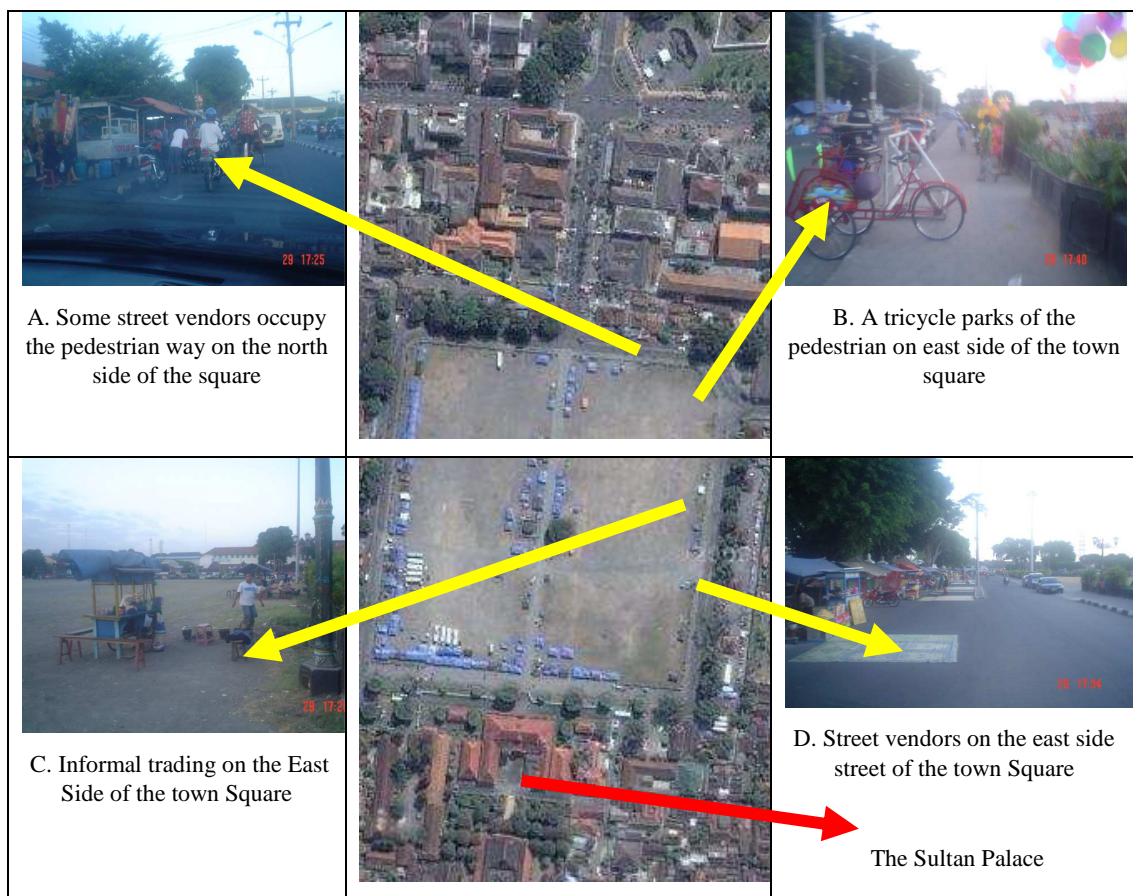 29 17:25
29 17:40
A. Some street vendors occupy
the pedestrian way on the north
side of the square
B. A tricycle parks of the
pedestrian on east side of the town
square
C. Informal trading on the East
Side of the town Square
D. Street vendors on the east side
street of the town Square
The Sultan Palace